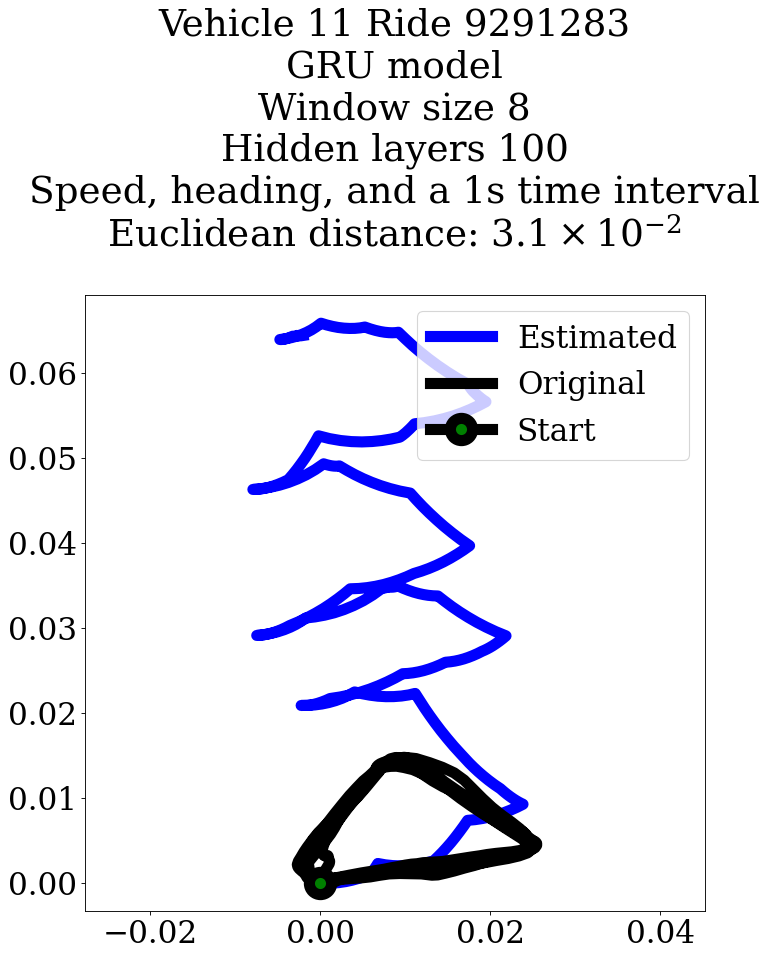 Vehicle 11 Ride 9291283
GRU model
Window size 8
Hidden layers 100
Speed, heading, and a 1s time interval
Euclidean distance: 3.1 × 10⁻²
Estimated
Original
Start
0.06
0.05
0.04
0.03
0.02
0.01
0.00
−0.02 0.00 0.02 0.04